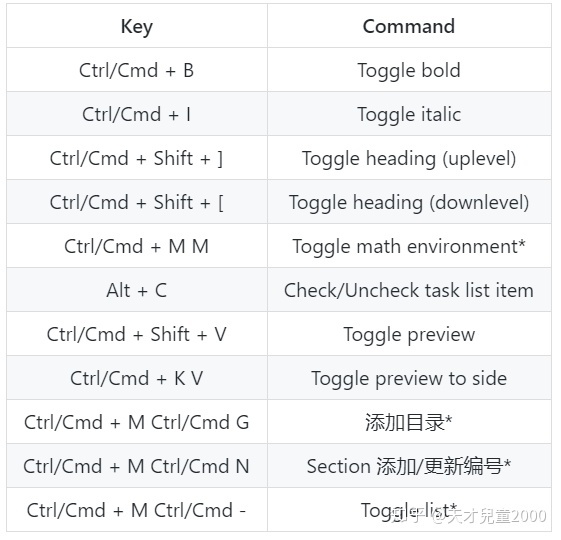 Key Command
Ctrl/Cmd + B Toggle bold
Ctrl/Cmd + I Toggle italic
Ctrl/Cmd + Shift + ] Toggle heading (uplevel)
Ctrl/Cmd + Shift + [ Toggle heading (downlevel)
Ctrl/Cmd + M M Toggle math environment*
Alt + C Check/Uncheck task list item
Ctrl/Cmd + Shift + V Toggle preview
Ctrl/Cmd + K V Toggle preview to side
Ctrl/Cmd + M Ctrl/Cmd G 添加目录*
Ctrl/Cmd + M Ctrl/Cmd N Section 添加/更新编号*
Ctrl/Cmd + M Ctrl/Cmd - Toggle list*
知乎 @天才兒童2000